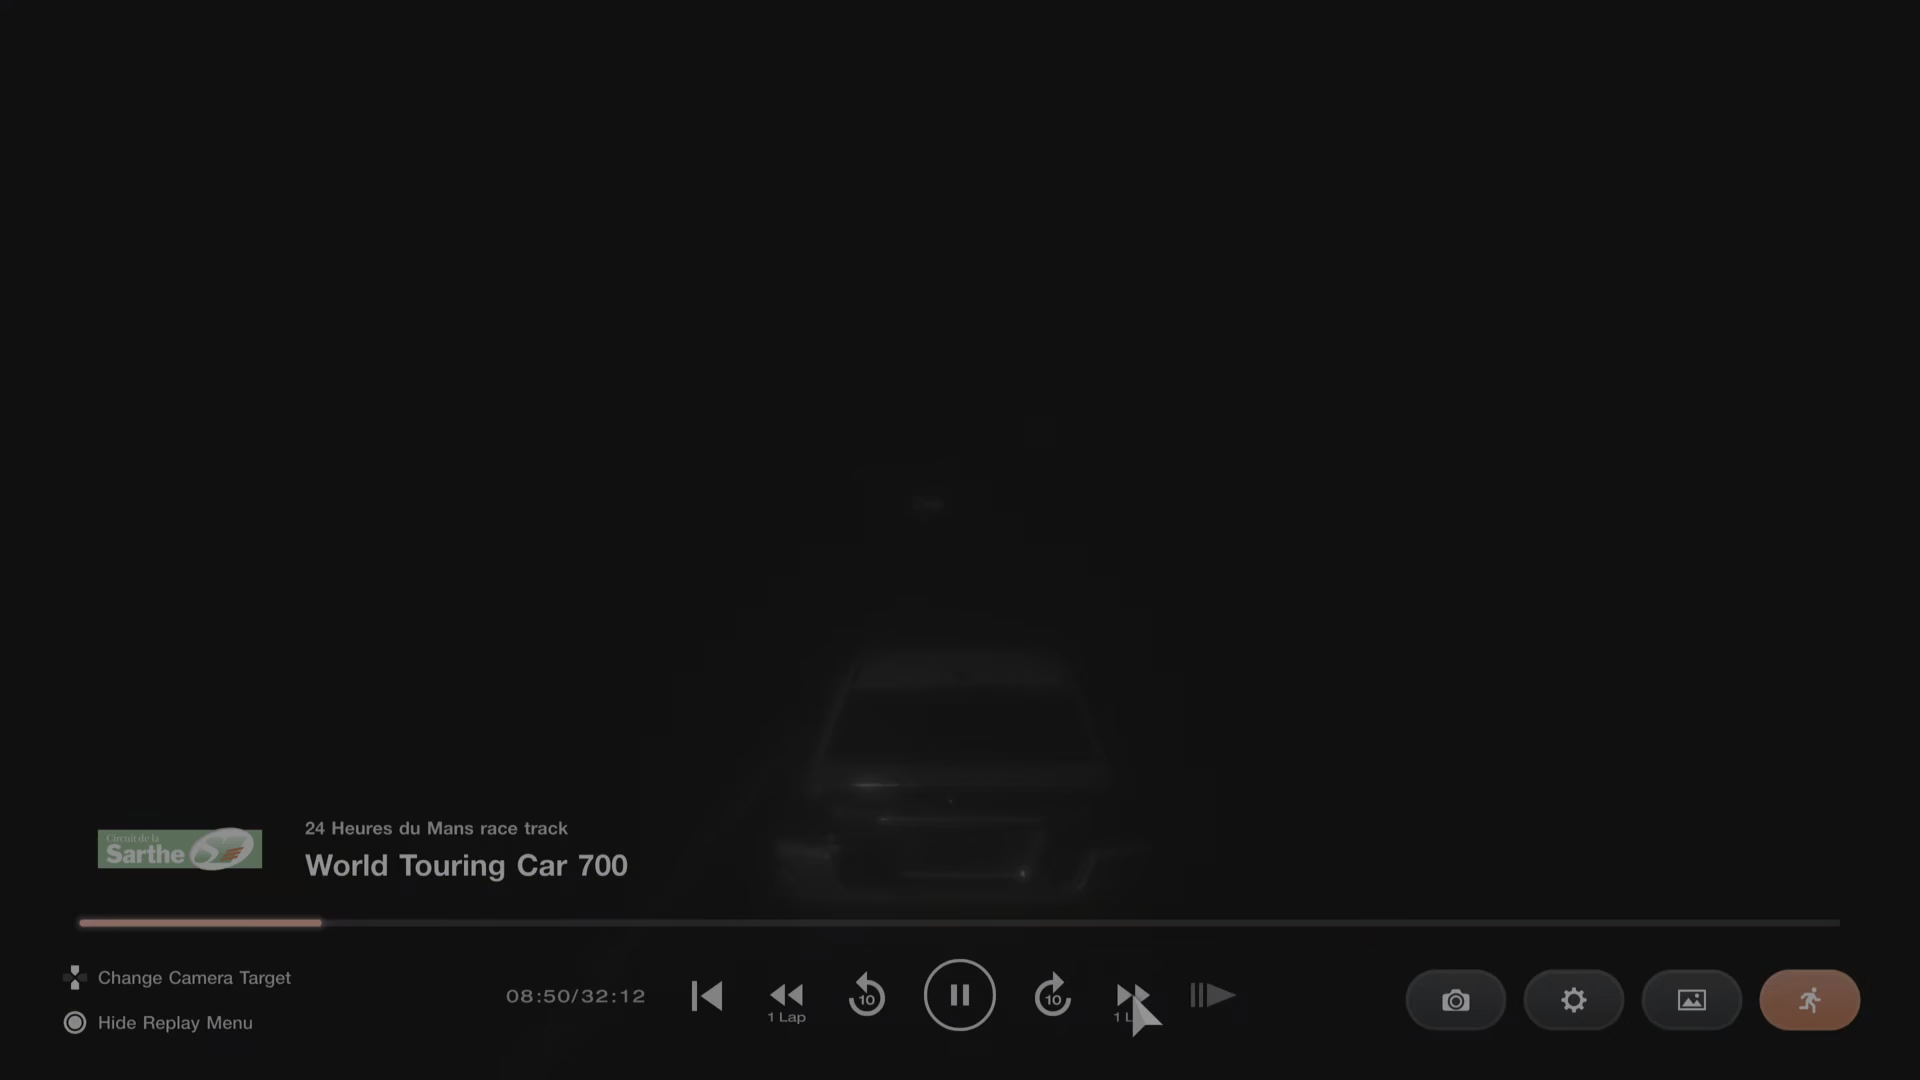 Circuit de la
Sarthe
24 Heures du Mans race track
World Touring Car 700
Change Camera Target
Hide Replay Menu
08:50/32:12
1 Lap
10
10
1 L